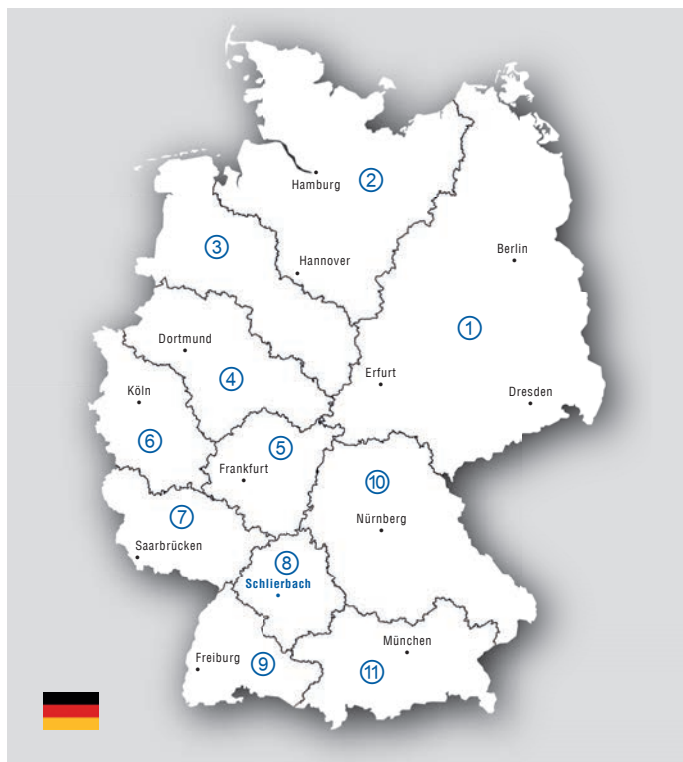 Hamburg
②
③
Hannover
Berlin
①
Dortmund
④
Erfurt
Köln
Dresden
⑥
⑤
Frankfurt
⑩
⑦
Nürnberg
Saarbrücken
⑧
Schlierbach
München
Freiburg
⑨
⑪